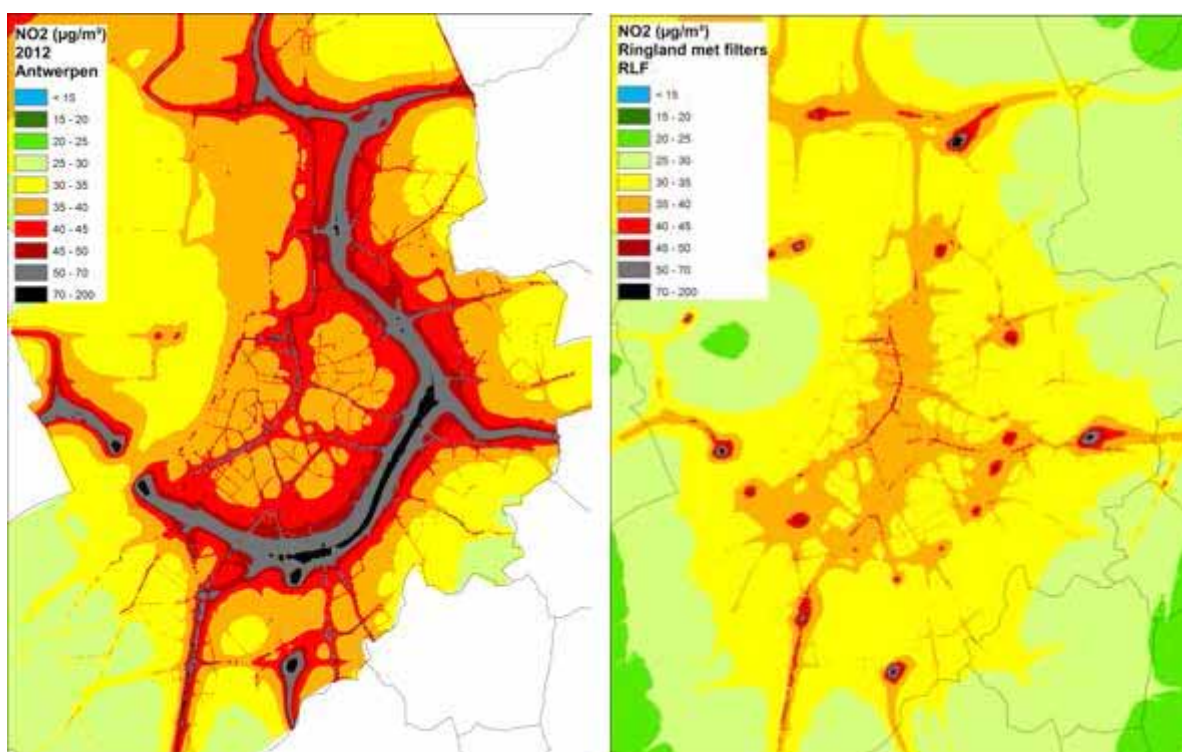 NO2 (µg/m³)
2012
Antwerpen
< 15
15 - 20
20 - 25
25 - 30
30 - 35
35 - 40
40 - 45
45 - 50
50 - 70
70 - 200
NO2 (µg/m³)
Ringland met filters
RLF
< 15
15 - 20
20 - 25
25 - 30
30 - 35
35 - 40
40 - 45
45 - 50
50 - 70
70 - 200